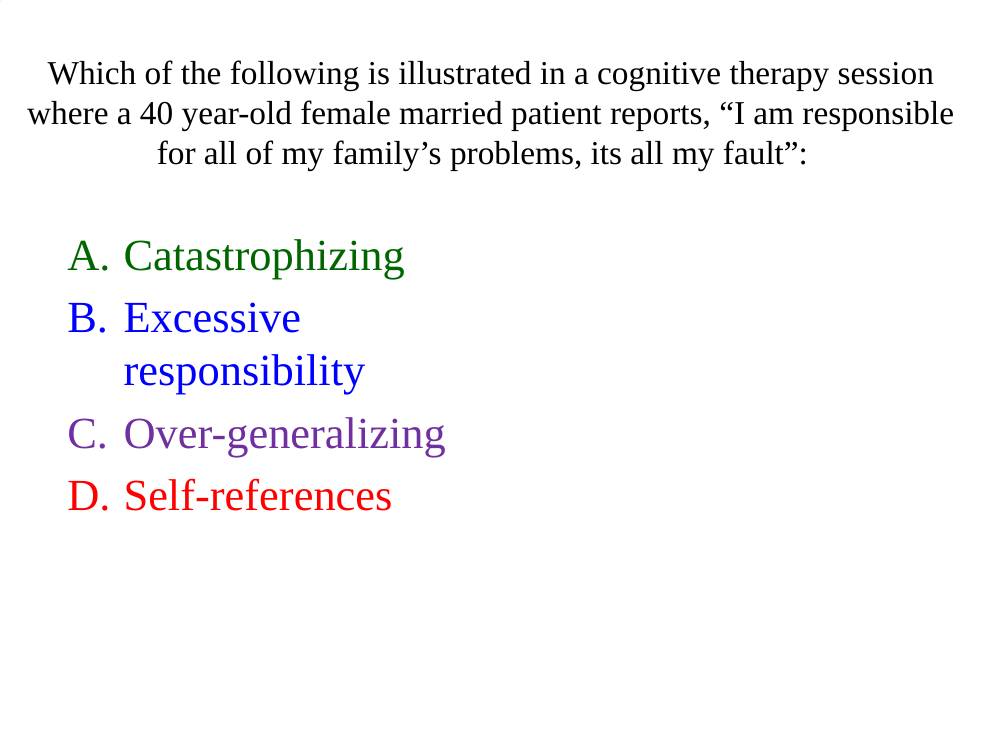 Which of the following is illustrated in a cognitive therapy session
where a 40 year-old female married patient reports, “I am responsible
for all of my family’s problems, its all my fault”:
A. Catastrophizing
B. Excessive
responsibility
C. Over-generalizing
D. Self-references